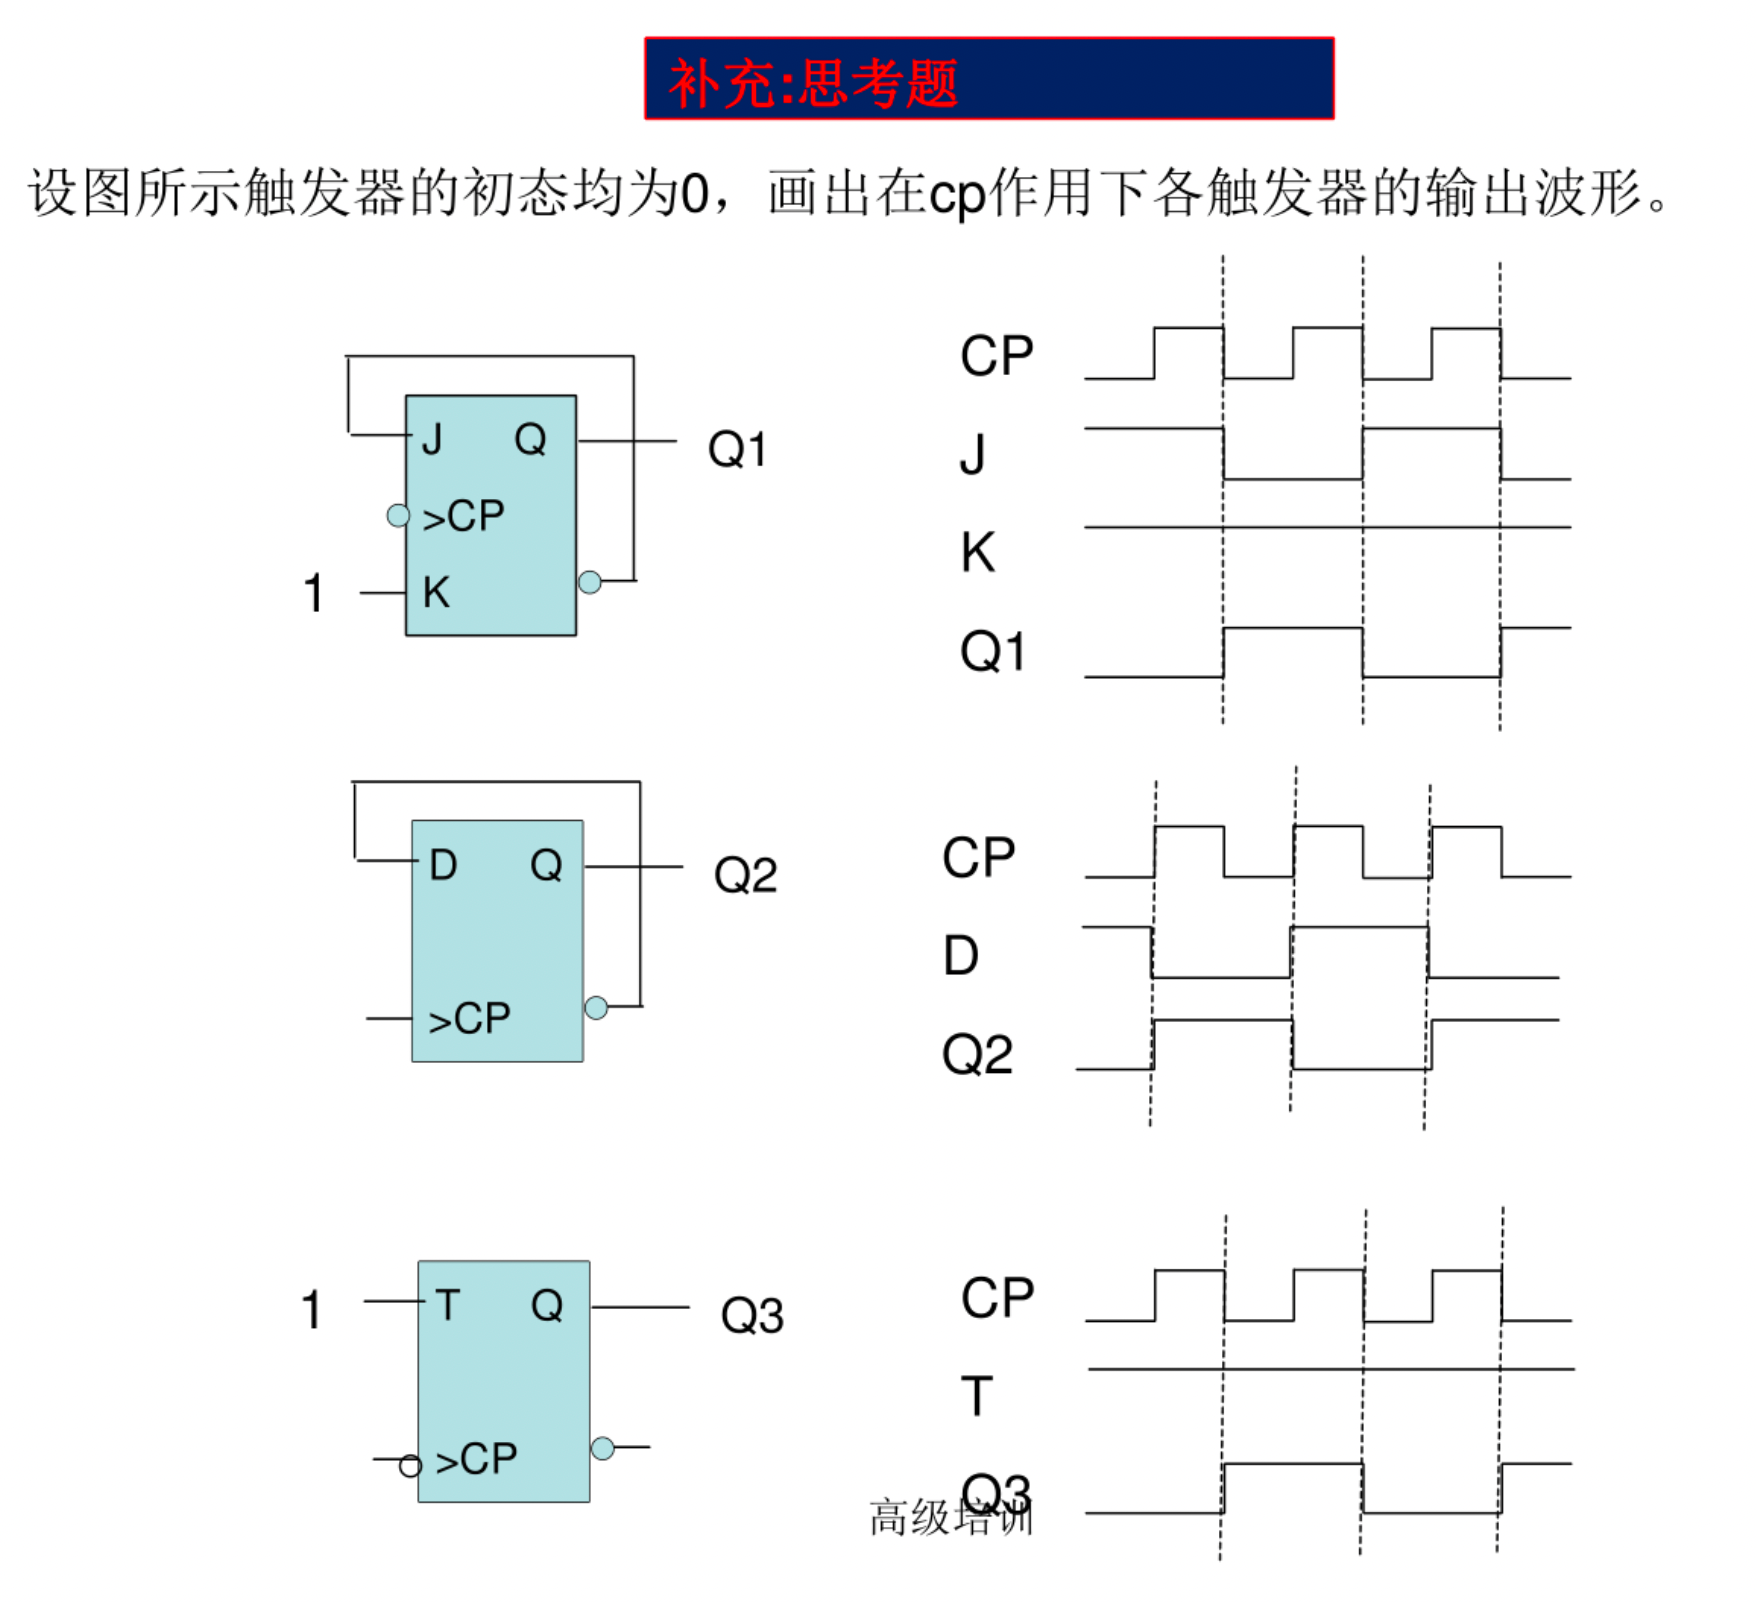 补充:思考题
设图所示触发器的初态均为0，画出在cp作用下各触发器的输出波形。
J Q Q1
>CP
1 K
CP
J
K
Q1
D Q Q2
>CP
CP
D
Q2
1 T Q Q3
>CP
CP
T
Q3
高级培训